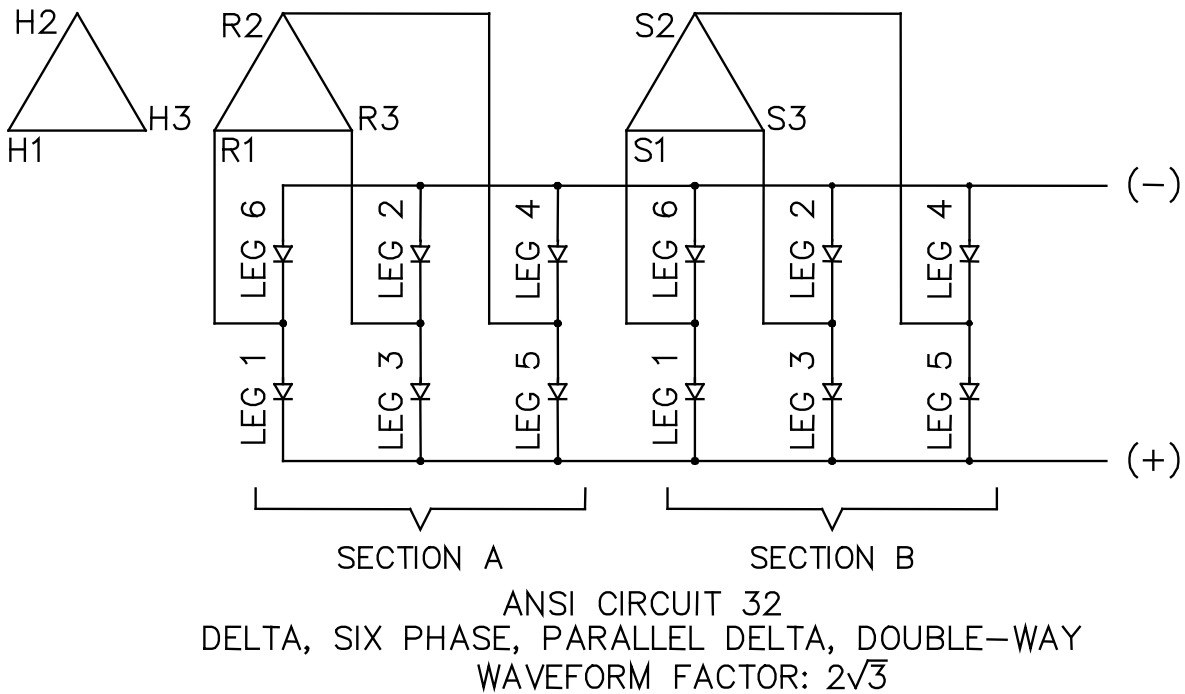 H2
H3
H1
R2
R3
R1
S2
S3
S1
(-)
LEG 6
LEG 2
LEG 4
LEG 6
LEG 2
LEG 4
LEG 1
LEG 3
LEG 5
LEG 1
LEG 3
LEG 5
(+)
SECTION A
SECTION B
ANSI CIRCUIT 32
DELTA, SIX PHASE, PARALLEL DELTA, DOUBLE-WAY
WAVEFORM FACTOR: 2√3